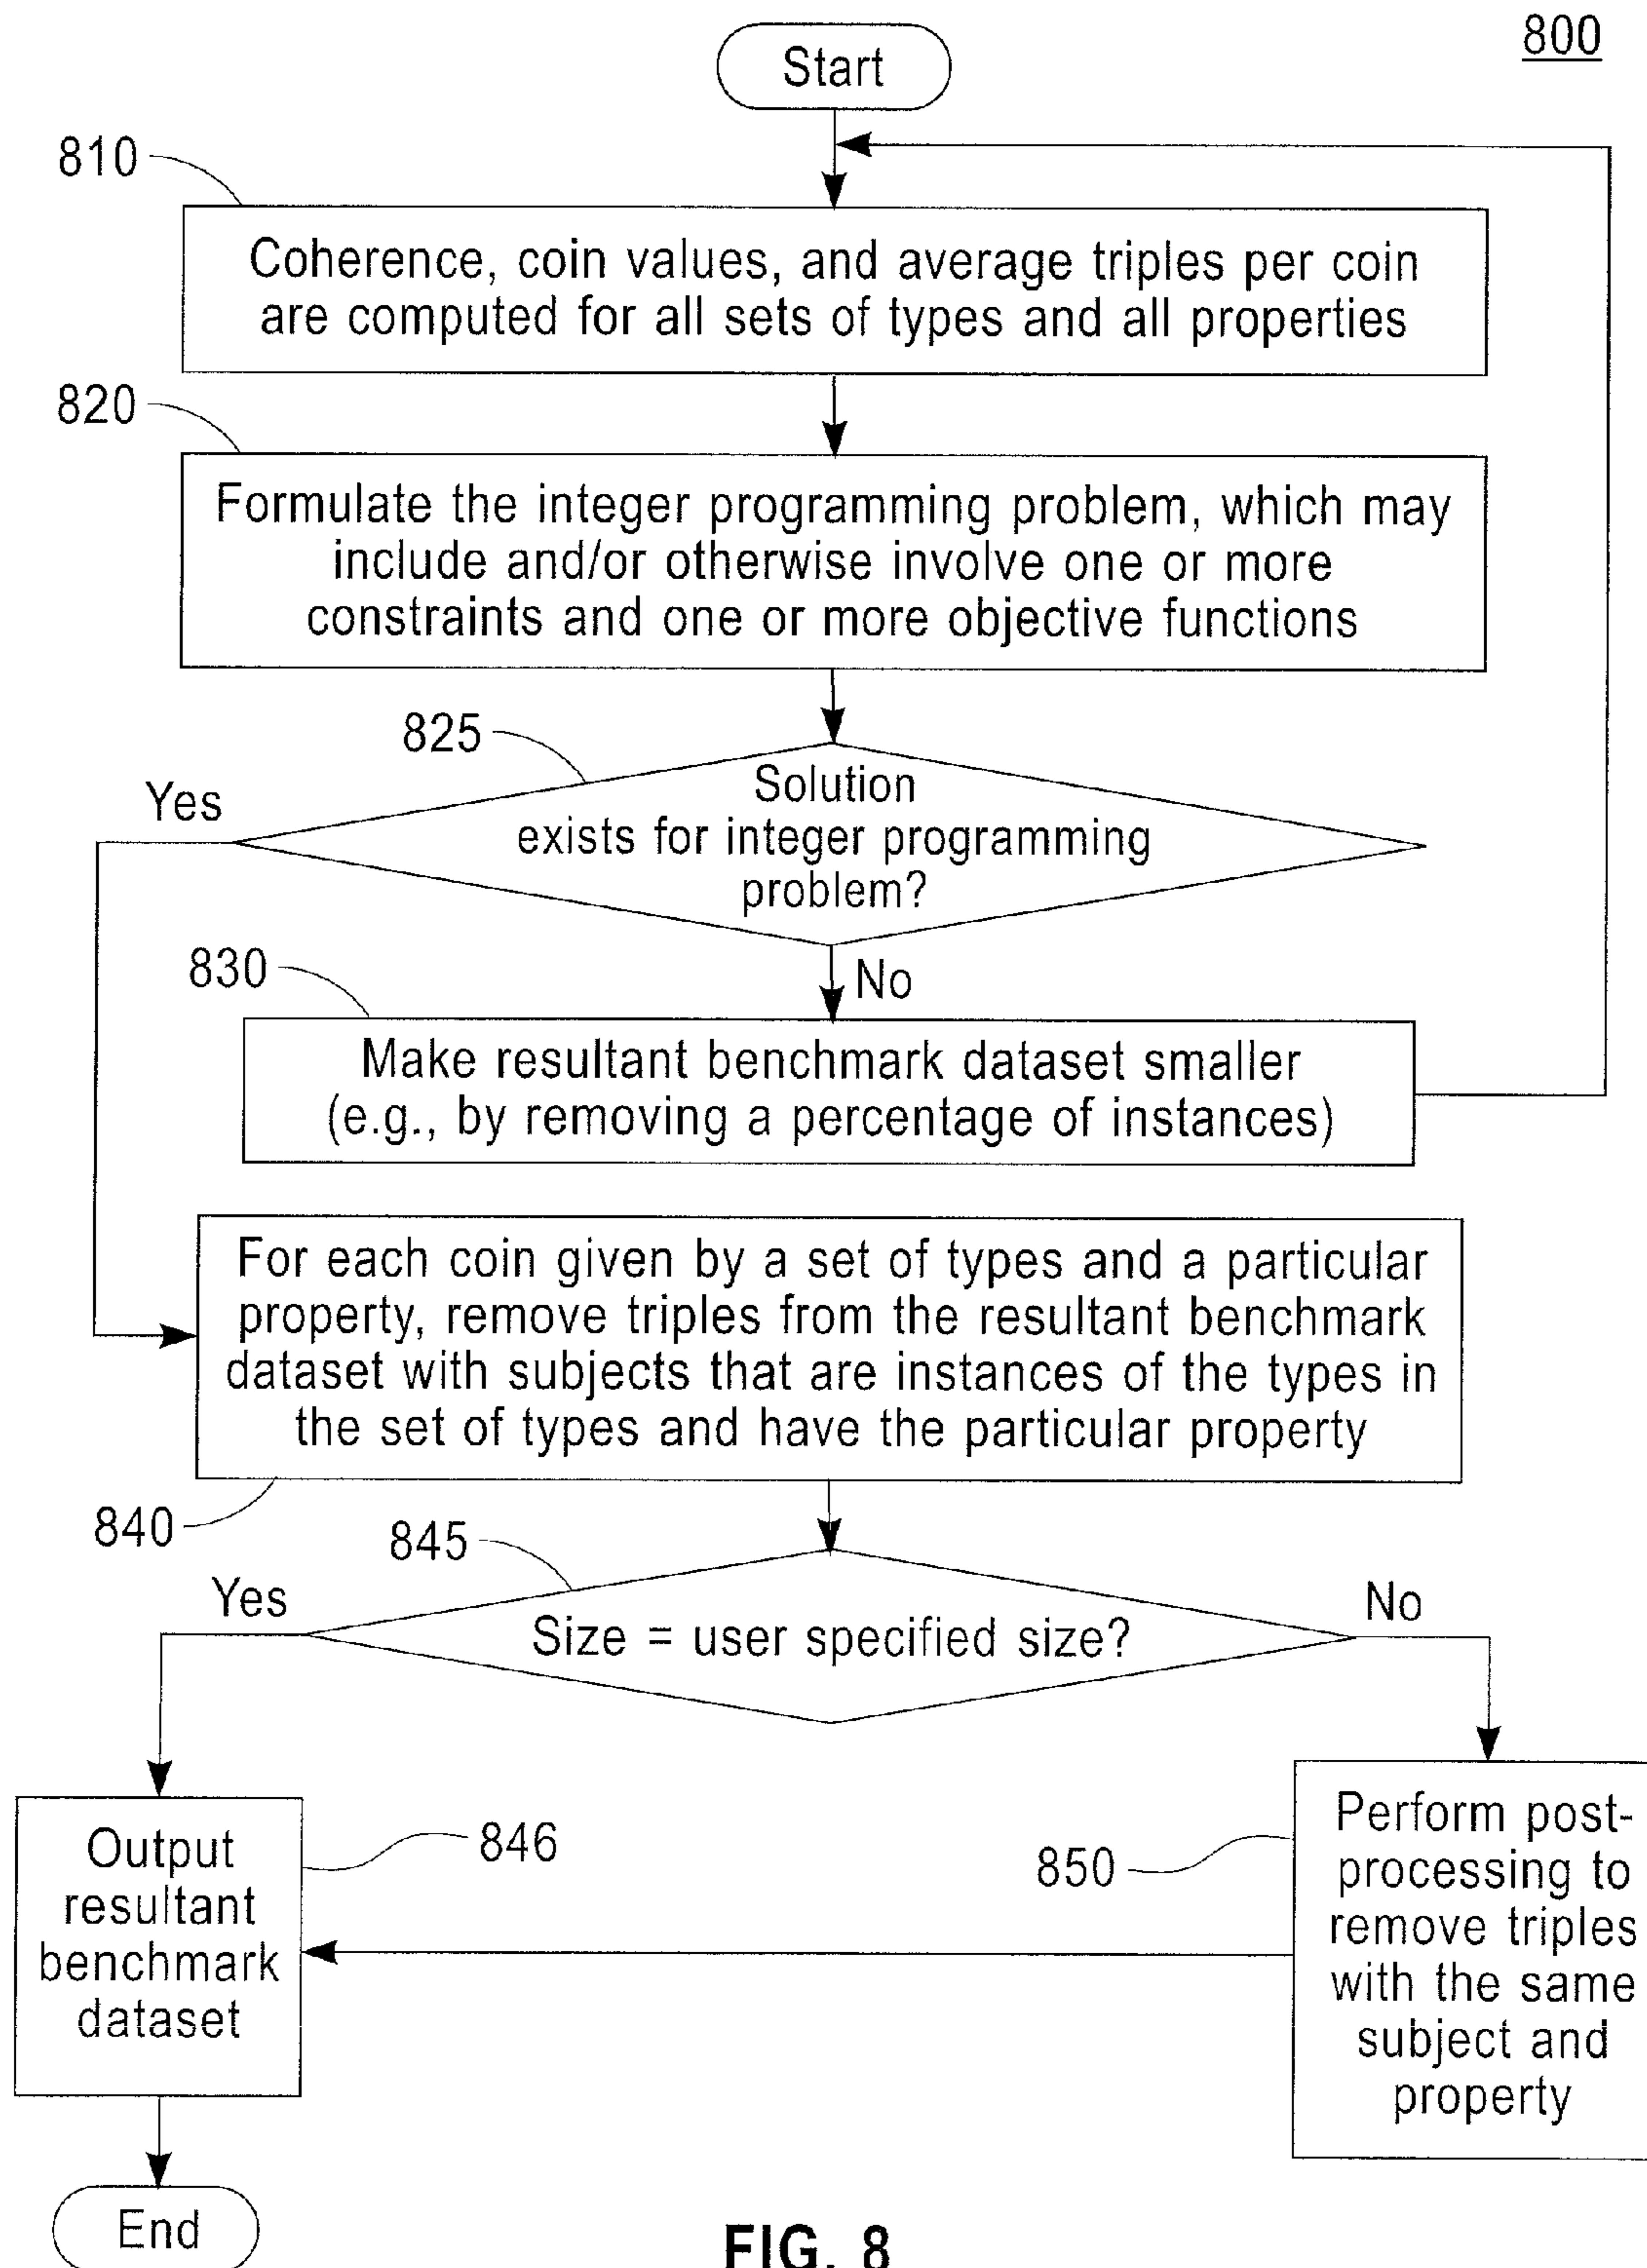 800
Start
810
Coherence, coin values, and average triples per coin
are computed for all sets of types and all properties
820
Formulate the integer programming problem, which may
include and/or otherwise involve one or more
constraints and one or more objective functions
825
Yes
Solution
exists for integer programming
problem?
830
No
Make resultant benchmark dataset smaller
(e.g., by removing a percentage of instances)
For each coin given by a set of types and a particular
property, remove triples from the resultant benchmark
dataset with subjects that are instances of the types in
the set of types and have the particular property
840
845
Yes
No
Size = user specified size?
Output
resultant
benchmark
dataset
846
850
Perform post-
processing to
remove triples
with the same
subject and
property
End
FIG. 8